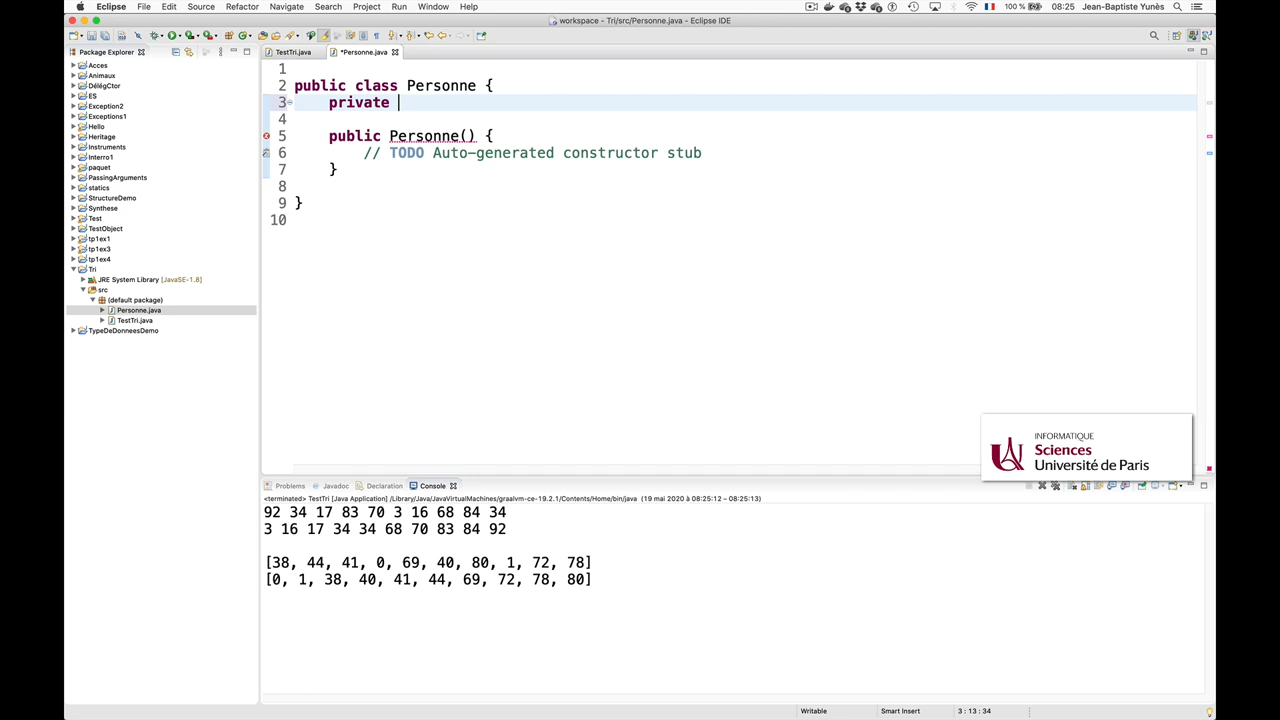 Eclipse File Edit Source Refactor Navigate Search Project Run Window Help 100 % 08:25 Jean-Baptiste Yunès
workspace - Tri/src/Personne.java - Eclipse IDE
Package Explorer
TestTri.java *Personne.java
Acces
Animaux
DélégCtor
ES
Exception2
Exceptions1
Hello
Heritage
Instruments
Interro1
paquet
PassingArguments
statics
StructureDemo
Synthese
Test
TestObject
tp1ex1
tp1ex3
tp1ex4
Tri
JRE System Library [JavaSE-1.8]
src
(default package)
Personne.java
TestTri.java
TypeDeDonneesDemo
1
2 public class Personne {
3 private
4
5 public Personne() {
6 // TODO Auto-generated constructor stub
7 }
8
9 }
10
INFORMATIQUE
Sciences
Université de Paris
Problems Javadoc Declaration Console
<terminated> TestTri [Java Application] /Library/Java/JavaVirtualMachines/graalvm-ce-19.2.1/Contents/Home/bin/java (19 mai 2020 à 08:25:12 – 08:25:13)
92 34 17 83 70 3 16 68 84 34
3 16 17 34 34 68 70 83 84 92
[38, 44, 41, 0, 69, 40, 80, 1, 72, 78]
[0, 1, 38, 40, 41, 44, 69, 72, 78, 80]
Writable Smart Insert 3 : 13 : 34